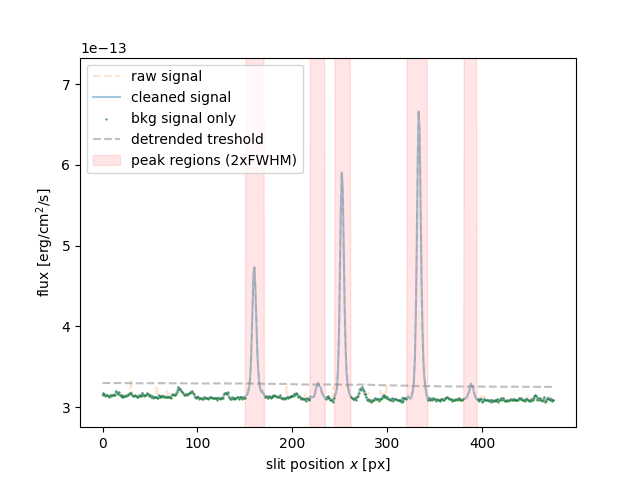 1e−13
7
6
5
4
3
flux [erg/cm²/s]
raw signal
cleaned signal
bkg signal only
detrended treshold
peak regions (2xFWHM)
0 100 200 300 400
slit position x [px]